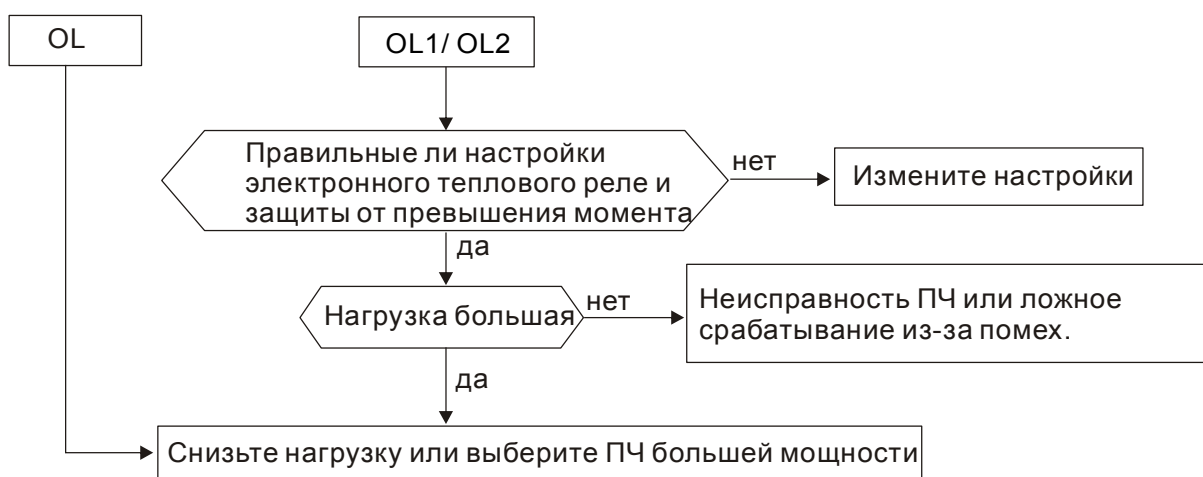 OL
OL1/ OL2
Правильные ли настройки
электронного теплового реле и
защиты от превышения момента
нет
Измените настройки
да
Нагрузка большая
нет
Неисправность ПЧ или ложное
срабатывание из-за помех.
да
Снизьте нагрузку или выберите ПЧ большей мощности